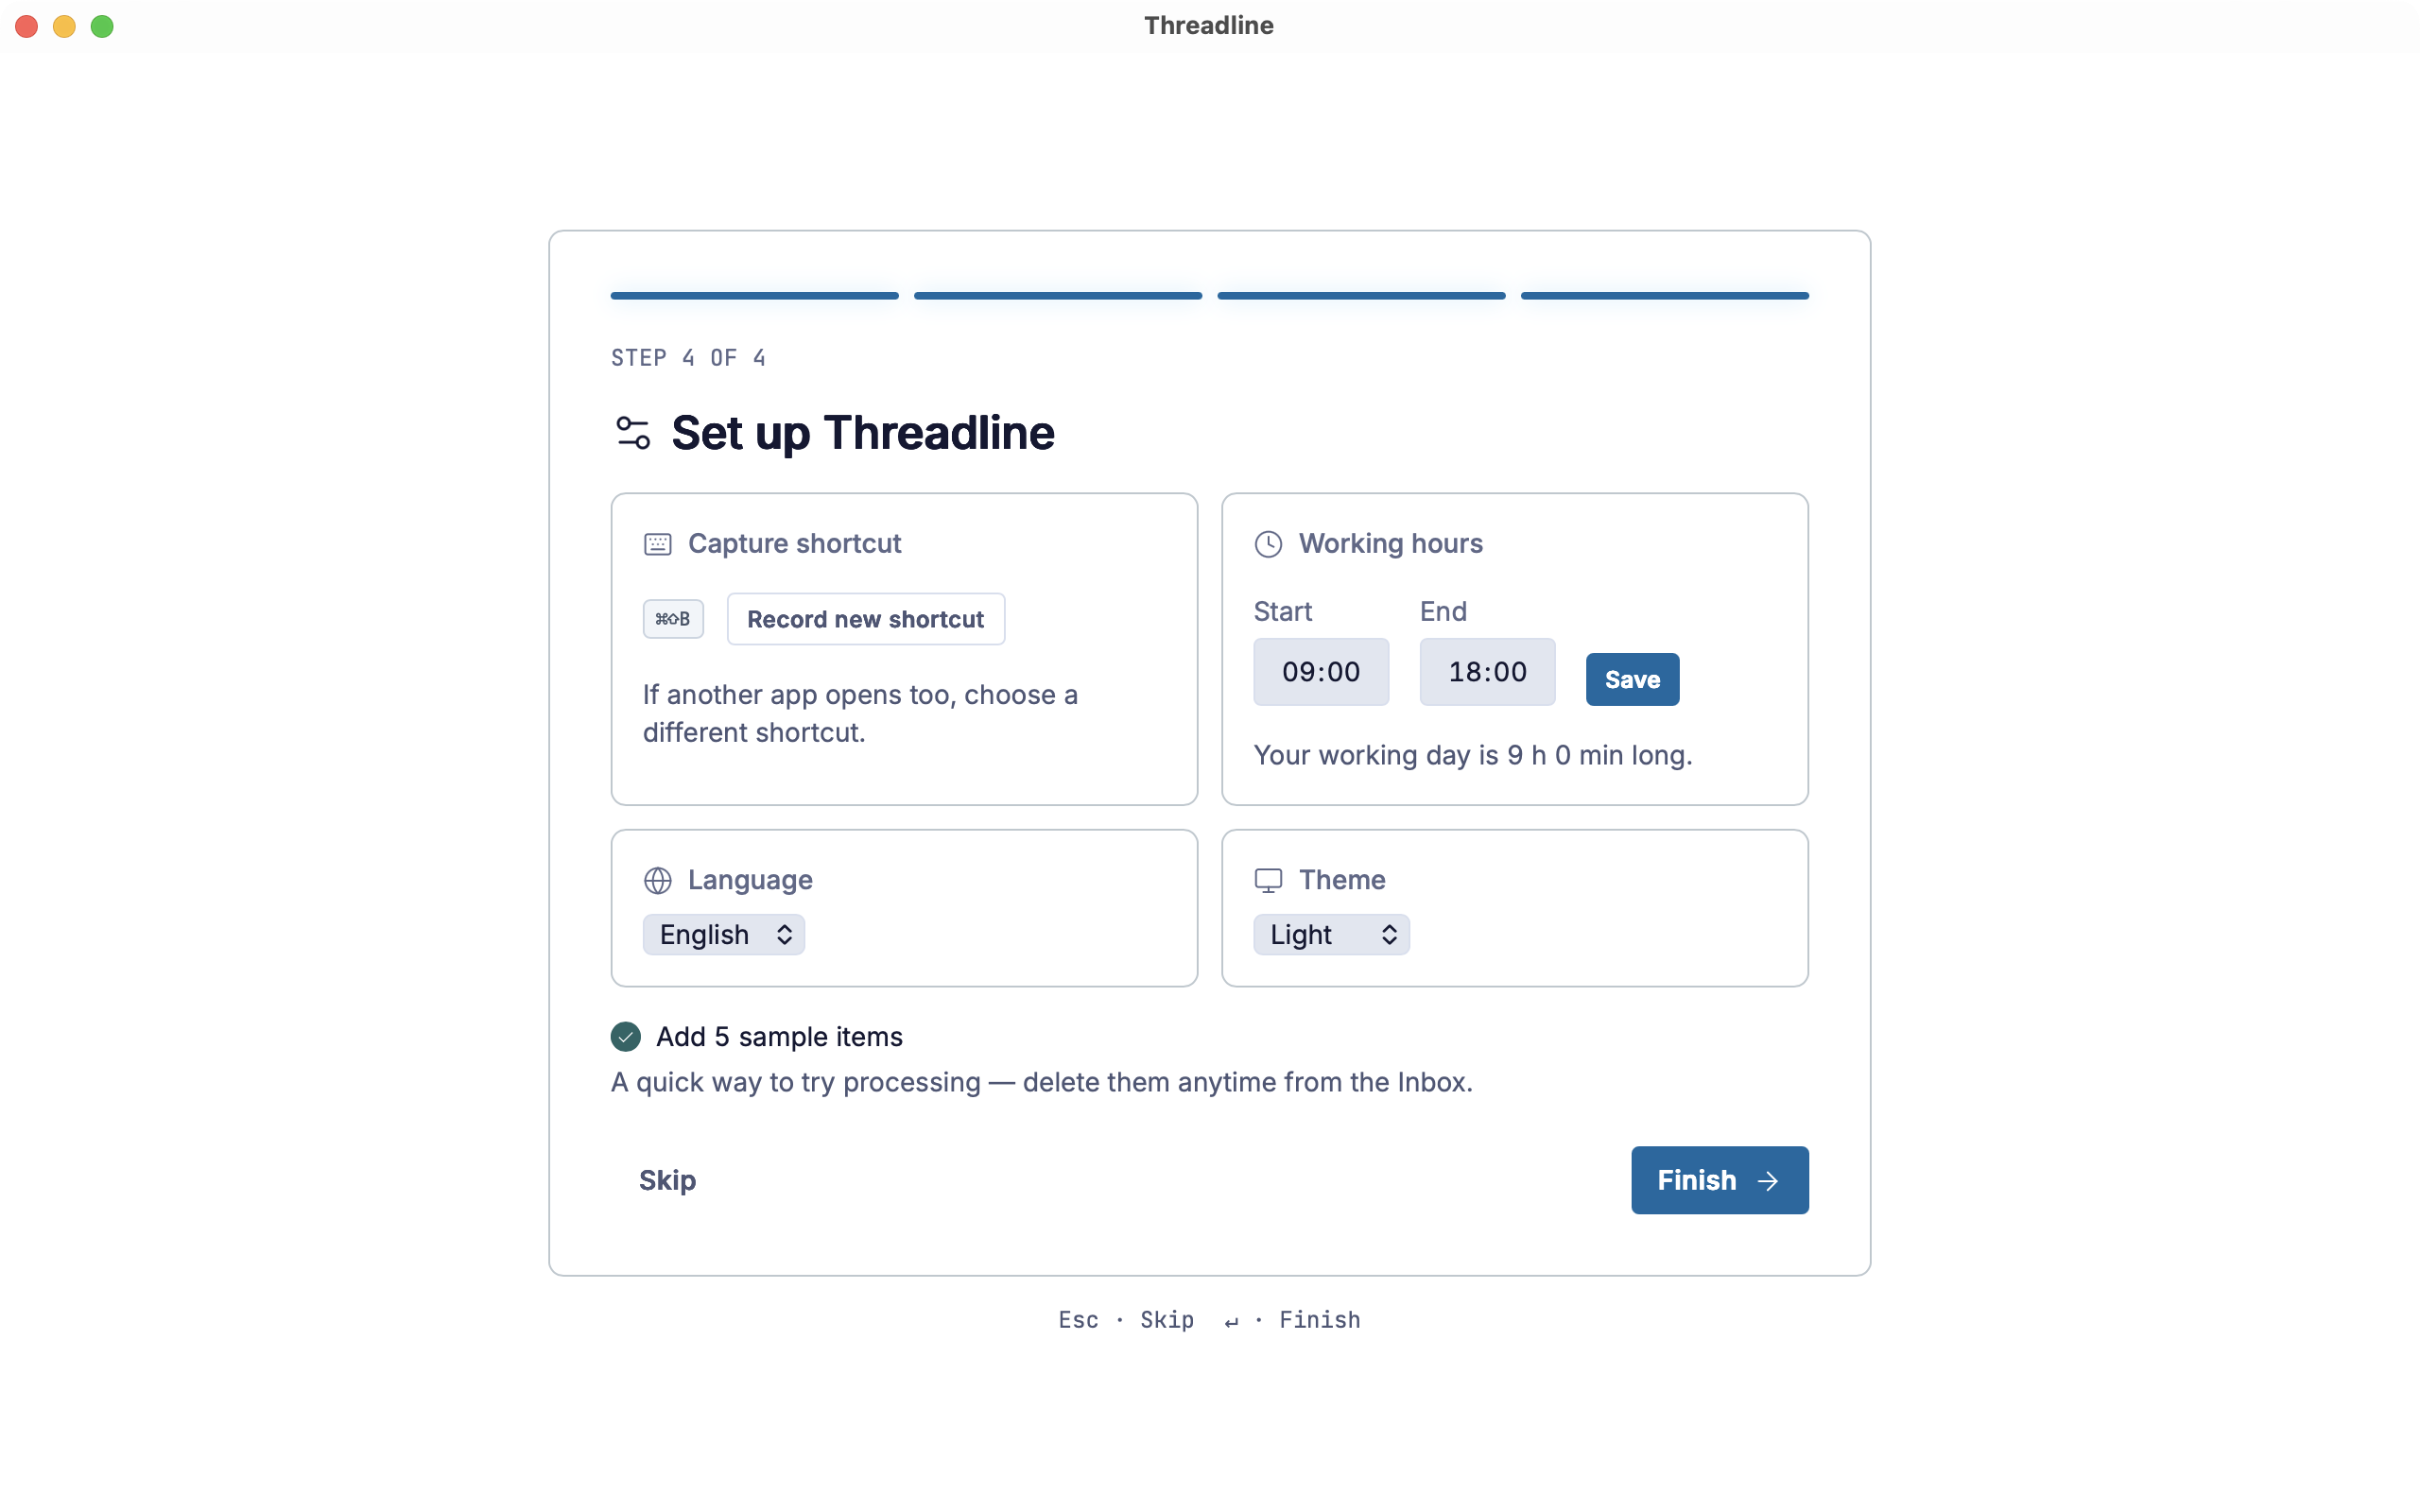 Threadline
STEP 4 OF 4
Set up Threadline
Capture shortcut
⌘⇧B
Record new shortcut
If another app opens too, choose a
different shortcut.
Working hours
Start End
09:00 18:00 Save
Your working day is 9 h 0 min long.
Language
English
Theme
Light
Add 5 sample items
A quick way to try processing — delete them anytime from the Inbox.
Skip
Finish →
Esc · Skip ↵ · Finish